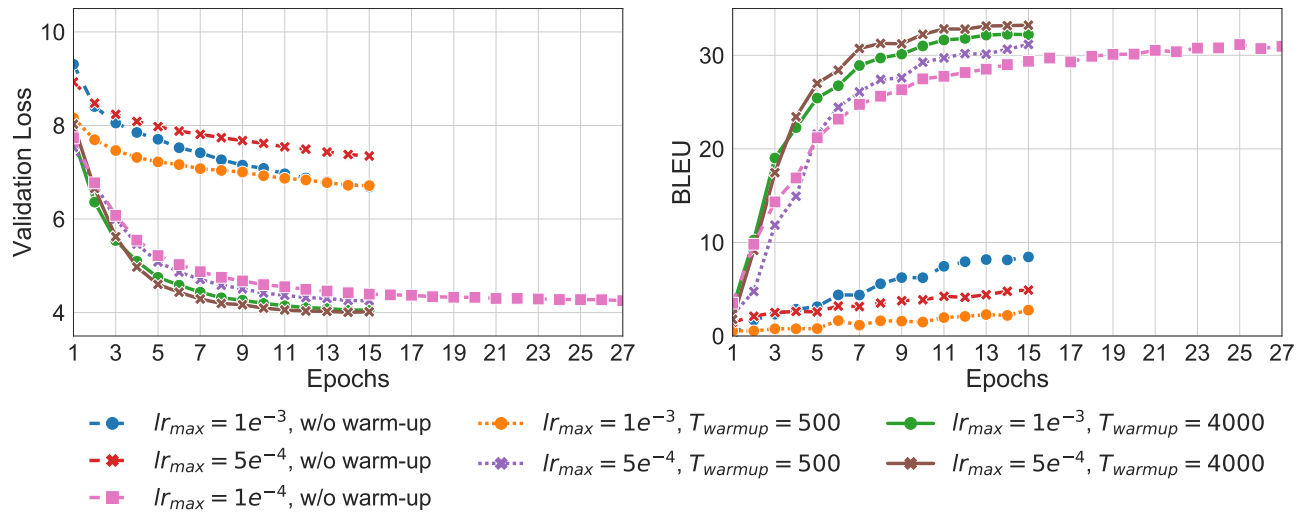 10
8
6
4
Validation Loss
1 3 5 7 9 11 13 15 17 19 21 23 25 27
Epochs
30
20
10
0
BLEU
1 3 5 7 9 11 13 15 17 19 21 23 25 27
Epochs
lr_max = 1e⁻³, w/o warm-up
lr_max = 5e⁻⁴, w/o warm-up
lr_max = 1e⁻⁴, w/o warm-up
lr_max = 1e⁻³, T_warmup = 500
lr_max = 5e⁻⁴, T_warmup = 500
lr_max = 1e⁻³, T_warmup = 4000
lr_max = 5e⁻⁴, T_warmup = 4000